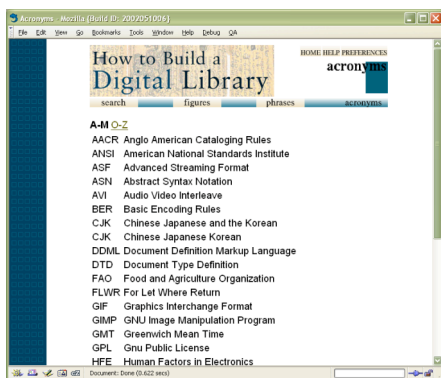 Acronyms - Mozilla {Build ID: 2002051006}
File Edit View Go Bookmarks Tools Window Help Debug QA
How to Build a
Digital Library
HOME HELP PREFERENCES
acronyms
search figures phrases acronyms
A-M O-Z
AACR Anglo American Cataloging Rules
ANSI American National Standards Institute
ASF Advanced Streaming Format
ASN Abstract Syntax Notation
AVI Audio Video Interleave
BER Basic Encoding Rules
CJK Chinese Japanese and the Korean
CJK Chinese Japanese Korean
DDML Document Definition Markup Language
DTD Document Type Definition
FAO Food and Agriculture Organization
FLWR For Let Where Return
GIF Graphics Interchange Format
GIMP GNU Image Manipulation Program
GMT Greenwich Mean Time
GPL Gnu Public License
HFE Human Factors in Electronics
Document: Done (0.622 secs)